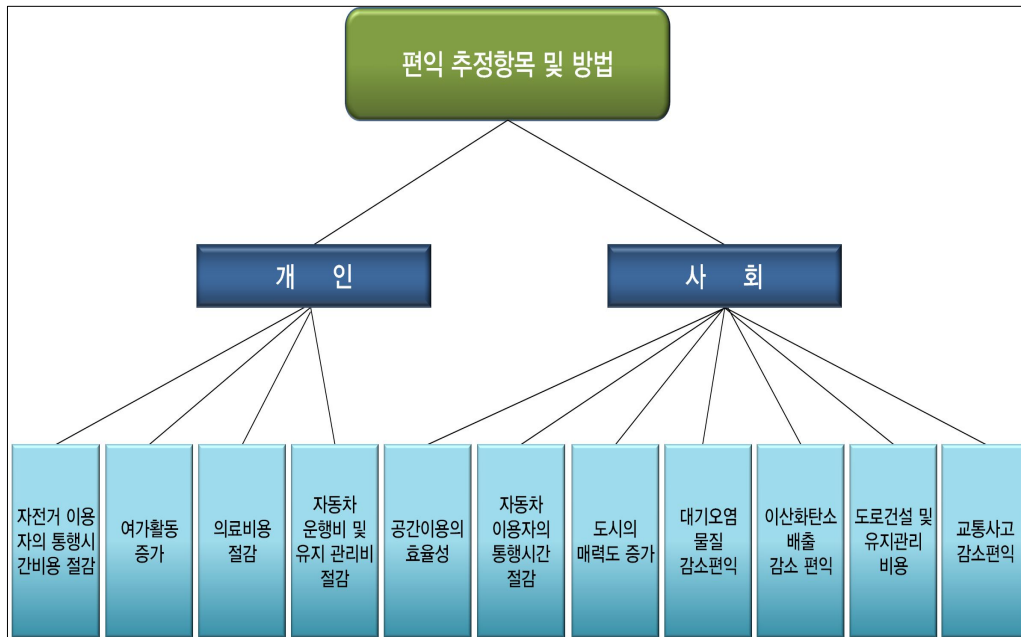 편익 추정항목 및 방법
개 인
사 회
자전거 이용
자의 통행시
간비용 절감
여가활동
증가
의료비용
절감
자동차
운행비 및
유지 관리비
절감
공간이용의
효율성
자동차
이용자의
통행시간
절감
도시의
매력도 증가
대기오염
물질
감소편익
이산화탄소
배출
감소 편익
도로건설 및
유지관리
비용
교통사고
감소편익